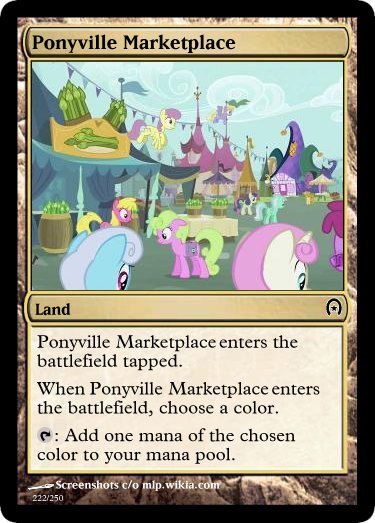 Ponyville Marketplace
Land
Ponyville Marketplace enters the
battlefield tapped.
When Ponyville Marketplace enters
the battlefield, choose a color.
: Add one mana of the chosen
color to your mana pool.
Screenshots c/o mlp.wikia.com
222/250